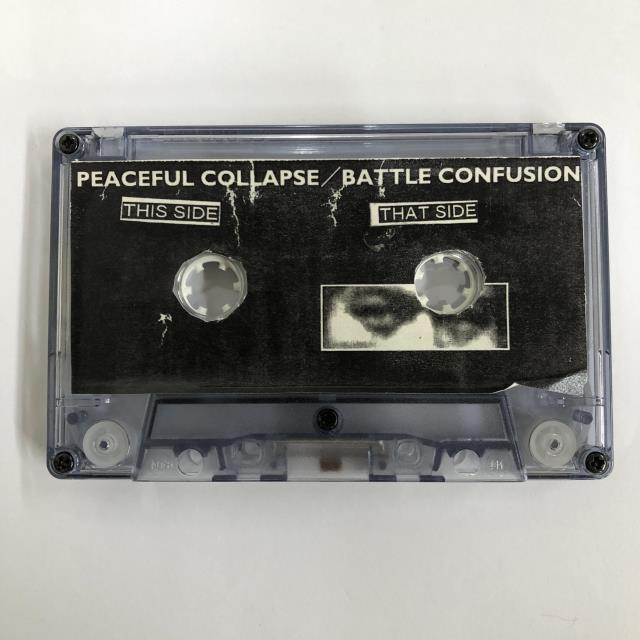 PEACEFUL COLLAPSE/BATTLE CONFUSION
THIS SIDE
THAT SIDE